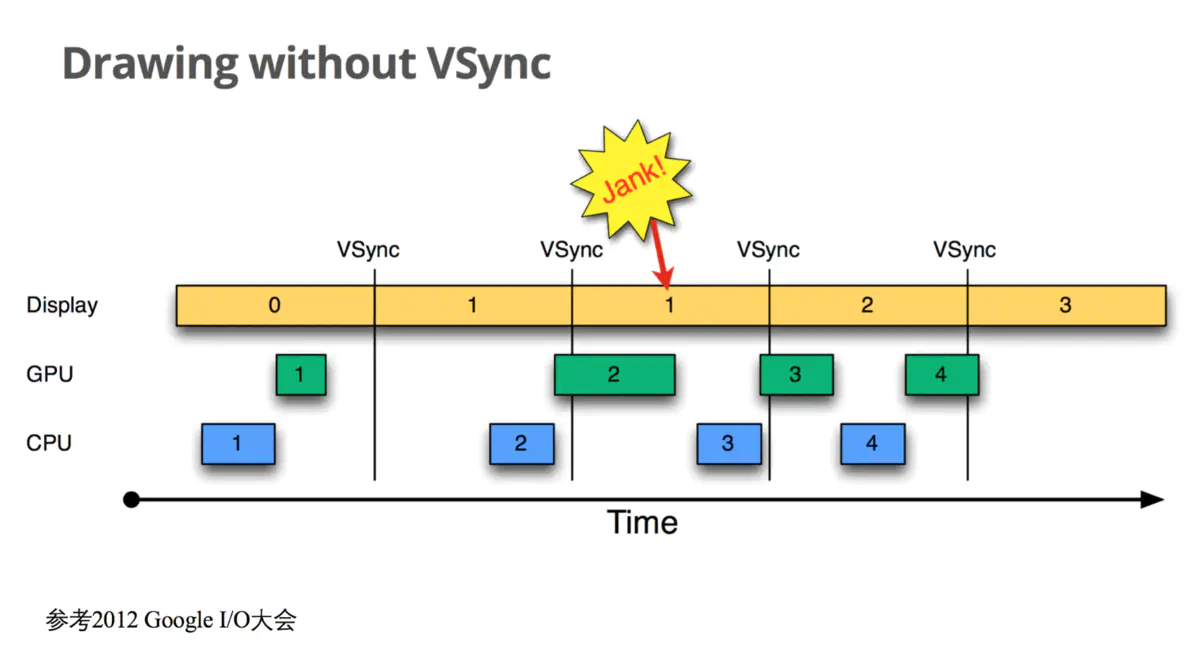 Drawing without VSync
Jank!
VSync VSync VSync VSync
Display 0 1 1 2 3
GPU 1 2 3 4
CPU 1 2 3 4
Time
参考2012 Google I/O大会